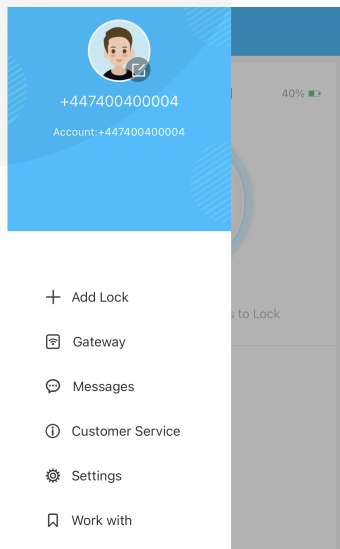 +447400400004
Account:+447400400004
40%
Add Lock
Gateway
to Lock
Messages
Customer Service
Settings
Work with